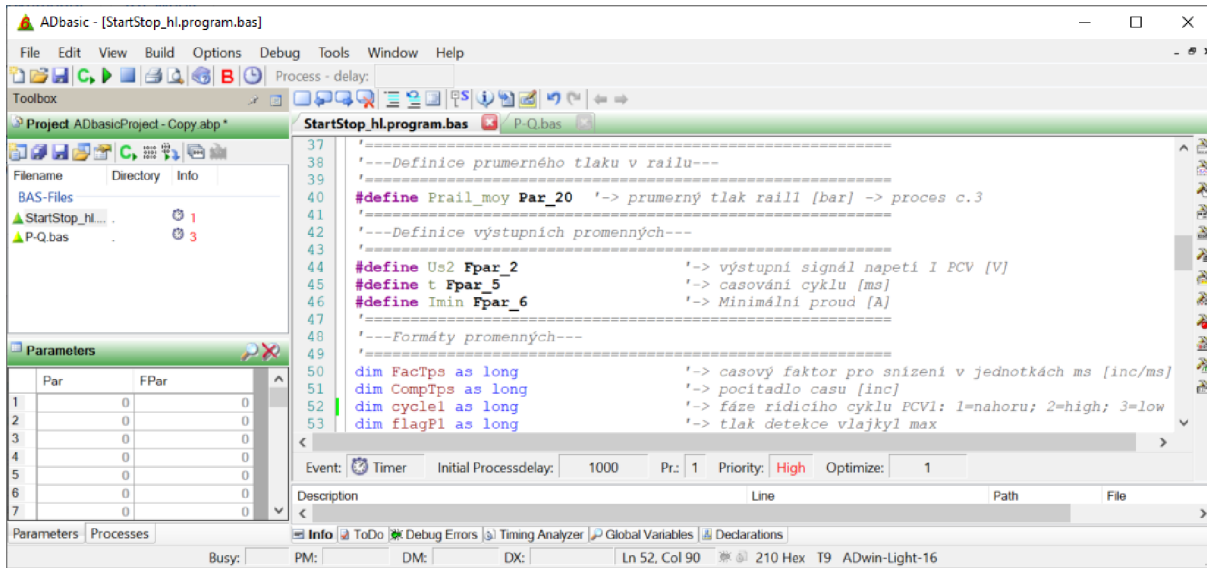 ADbasic - [StartStop_hl.program.bas]
File Edit View Build Options Debug Tools Window Help
Process - delay:
Toolbox
Project ADbasicProject - Copy.abp *
StartStop_hl.program.bas P-Q.bas
Filename Directory Info
BAS-Files
StartStop_hl.... . 1
P-Q.bas . 3
37 '=========================================================
38 '---Definice prumerného tlaku v railu---
39 '=========================================================
40 #define Prail_moy Par_20 '-> prumerný tlak rail1 [bar] -> proces c.3
41 '=========================================================
42 '---Definice výstupních promenných---
43 '=========================================================
44 #define Us2 Fpar_2 '-> výstupní signál napetí I PCV [V]
45 #define t Fpar_5 '-> casování cyklu [ms]
46 #define Imin Fpar_6 '-> Minimální proud [A]
47 '=========================================================
48 '---Formáty promenných---
49 '=========================================================
50 dim FacTps as long '-> casový faktor pro snízení v jednotkách ms [inc/ms]
51 dim CompTps as long '-> pocitadlo casu [inc]
52 dim cycle1 as long '-> fáze rídicího cyklu PCV1: 1=nahoru; 2=high; 3=low
53 dim flagP1 as long '-> tlak detekce vlajky1 max
Parameters
Par FPar
1 0 0
2 0 0
3 0 0
4 0 0
5 0 0
6 0 0
7 0 0
Parameters Processes
Event: Timer Initial Processdelay: 1000 Pr.: 1 Priority: High Optimize: 1
Description Line Path File
Info ToDo Debug Errors Timing Analyzer Global Variables Declarations
Busy: PM: DM: DX: Ln 52, Col 90 210 Hex T9 ADwin-Light-16